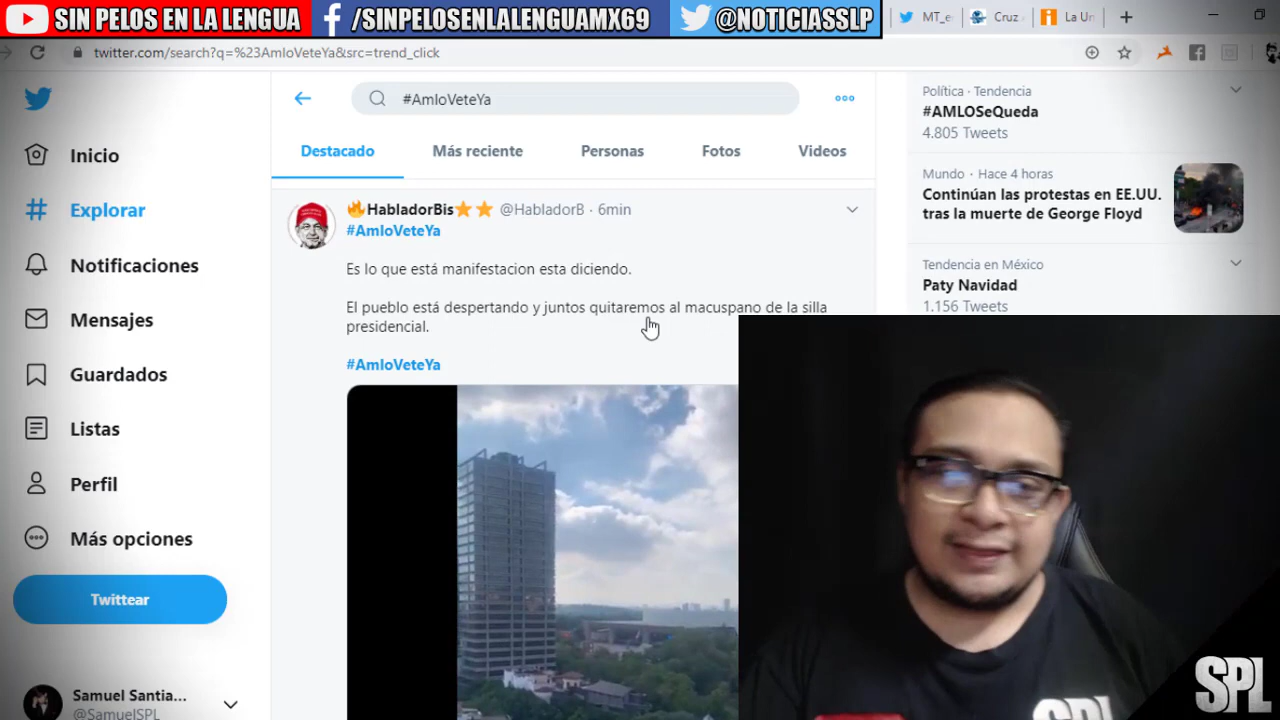 SIN PELOS EN LA LENGUA
/SINPELOSENLALENGUAMX69
@NOTICIASSLP
MT_e
Cruz
La Un
twitter.com/search?q=%23AmloVeteYa&src=trend_click
#AmloVeteYa
Destacado
Más reciente
Personas
Fotos
Videos
Inicio
Explorar
Notificaciones
Mensajes
Guardados
Listas
Perfil
Más opciones
Twittear
Samuel Santia...
@SamuelSPL
HabladorBis @HabladorB · 6min
#AmloVeteYa
Es lo que está manifestacion esta diciendo.
El pueblo está despertando y juntos quitaremos al macuspano de la silla
presidencial.
#AmloVeteYa
Política · Tendencia
#AMLOSeQueda
4.805 Tweets
Mundo · Hace 4 horas
Continúan las protestas en EE.UU.
tras la muerte de George Floyd
Tendencia en México
Paty Navidad
1.156 Tweets
SPL
SPL